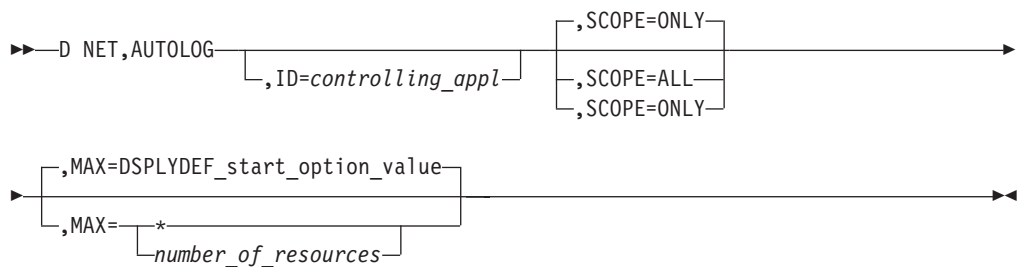 ,SCOPE=ONLY
D NET,AUTOLOG
,ID=controlling_appl
,SCOPE=ALL
,SCOPE=ONLY
,MAX=DSPLYDEF_start_option_value
,MAX= *
number_of_resources